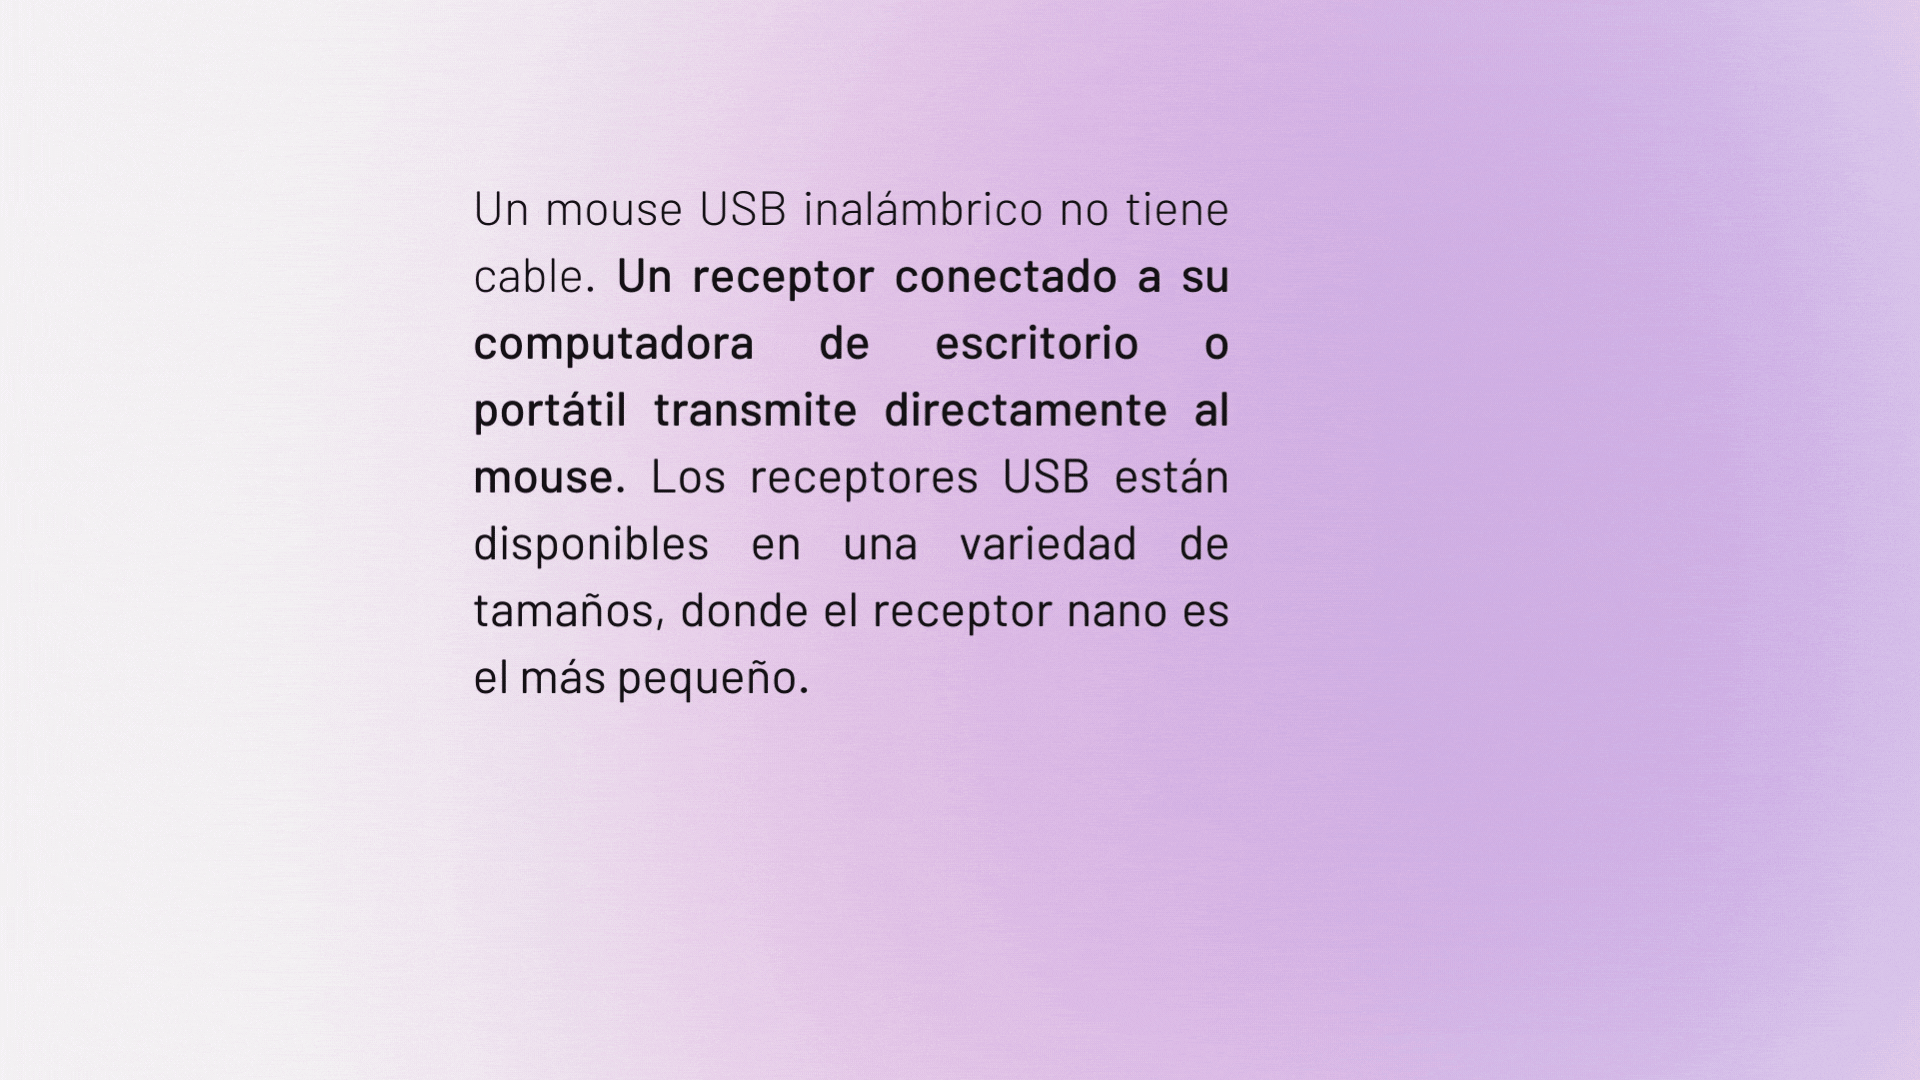 Un mouse USB inalámbrico no tiene
cable. Un receptor conectado a su
computadora de escritorio o
portátil transmite directamente al
mouse. Los receptores USB están
disponibles en una variedad de
tamaños, donde el receptor nano es
el más pequeño.